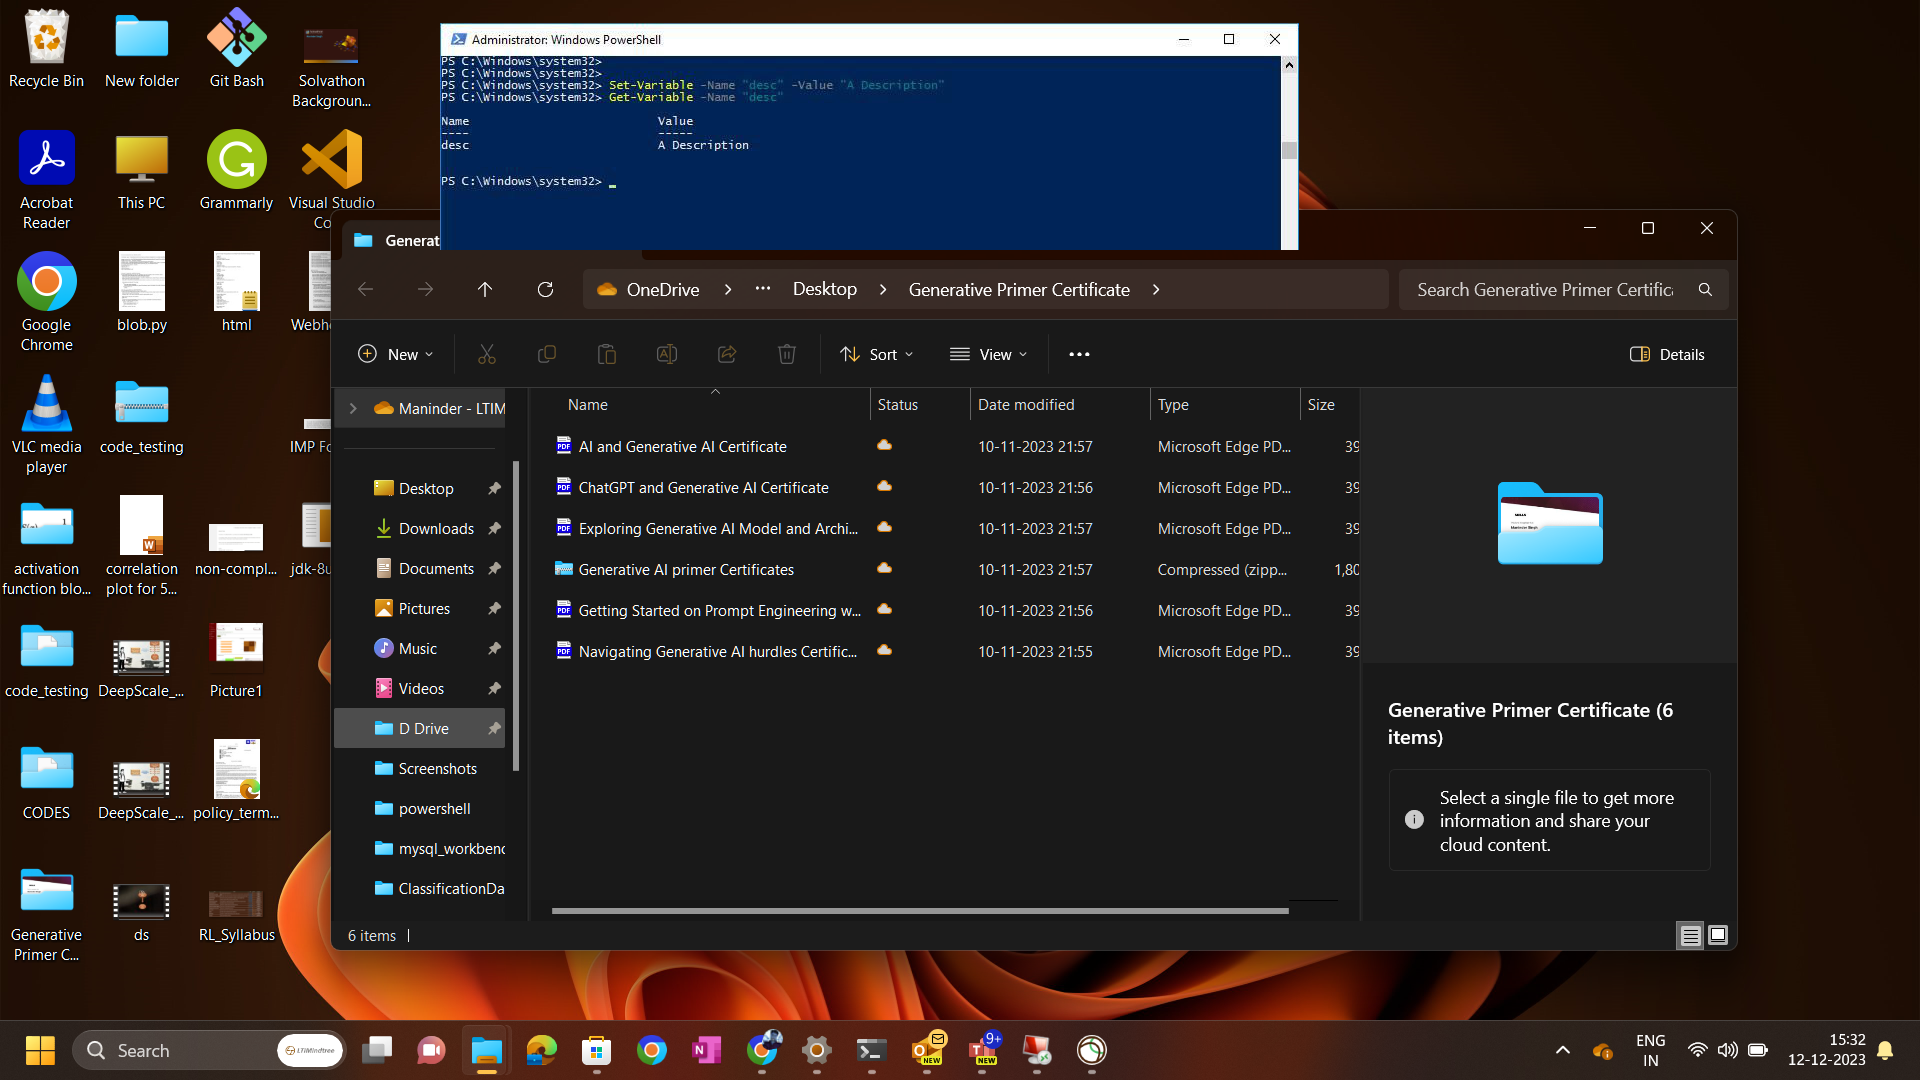 Recycle Bin
New folder
Git Bash
Solvathon
Backgroun...
Acrobat
Reader
This PC
Grammarly
Visual Studio
Co
Google
Chrome
blob.py
html
Webh
VLC media
player
code_testing
IMP Fo
activation
function blo...
correlation
plot for 5...
non-compl...
jdk-8u
code_testing
DeepScale_...
Picture1
CODES
DeepScale_...
policy_term...
Generative
Primer C...
ds
RL_Syllabus
Administrator: Windows PowerShell
PS C:\Windows\system32>
PS C:\Windows\system32>
PS C:\Windows\system32> Set-Variable -Name "desc" -Value "A Description"
PS C:\Windows\system32> Get-Variable -Name "desc"
Name Value
---- -----
desc A Description
PS C:\Windows\system32>
Generat
OneDrive > ... Desktop > Generative Primer Certificate >
Search Generative Primer Certific
New
Sort
View
...
Details
Maninder - LTIM
Desktop
Downloads
Documents
Pictures
Music
Videos
D Drive
Screenshots
powershell
mysql_workbenc
ClassificationDa
Name Status Date modified Type Size
AI and Generative AI Certificate 10-11-2023 21:57 Microsoft Edge PD... 39
ChatGPT and Generative AI Certificate 10-11-2023 21:56 Microsoft Edge PD... 39
Exploring Generative AI Model and Archi... 10-11-2023 21:57 Microsoft Edge PD... 39
Generative AI primer Certificates 10-11-2023 21:57 Compressed (zipp... 1,80
Getting Started on Prompt Engineering w... 10-11-2023 21:56 Microsoft Edge PD... 39
Navigating Generative AI hurdles Certific... 10-11-2023 21:55 Microsoft Edge PD... 39
Generative Primer Certificate (6
items)
Select a single file to get more
information and share your
cloud content.
6 items
Search
LTIMindtree
NEW
9+
NEW
ENG
IN
15:32
12-12-2023